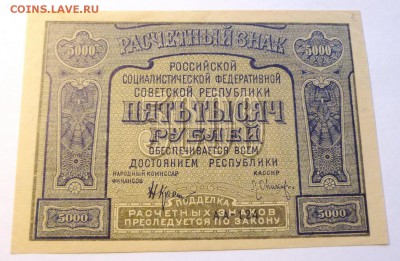 COINS.LAVE.RU
РАСЧЕТНЫЙ ЗНАК
5000 5000
РОССИЙСКОЙ
СОЦИАЛИСТИЧЕСКОЙ ФЕДЕРАТИВНОЙ
СОВЕТСКОЙ РЕСПУБЛИКИ
ПЯТЬ ТЫСЯЧ
РУБЛЕЙ
ОБЕСПЕЧИВАЕТСЯ ВСЕМ
ДОСТОЯНИЕМ РЕСПУБЛИКИ
НАРОДНЫЙ КОМИССАР
ФИНАНСОВ
КАССИР
ПОДДЕЛКА
5000 РАСЧЕТНЫХ ЗНАКОВ 5000
ПРЕСЛЕДУЕТСЯ ПО ЗАКОНУ